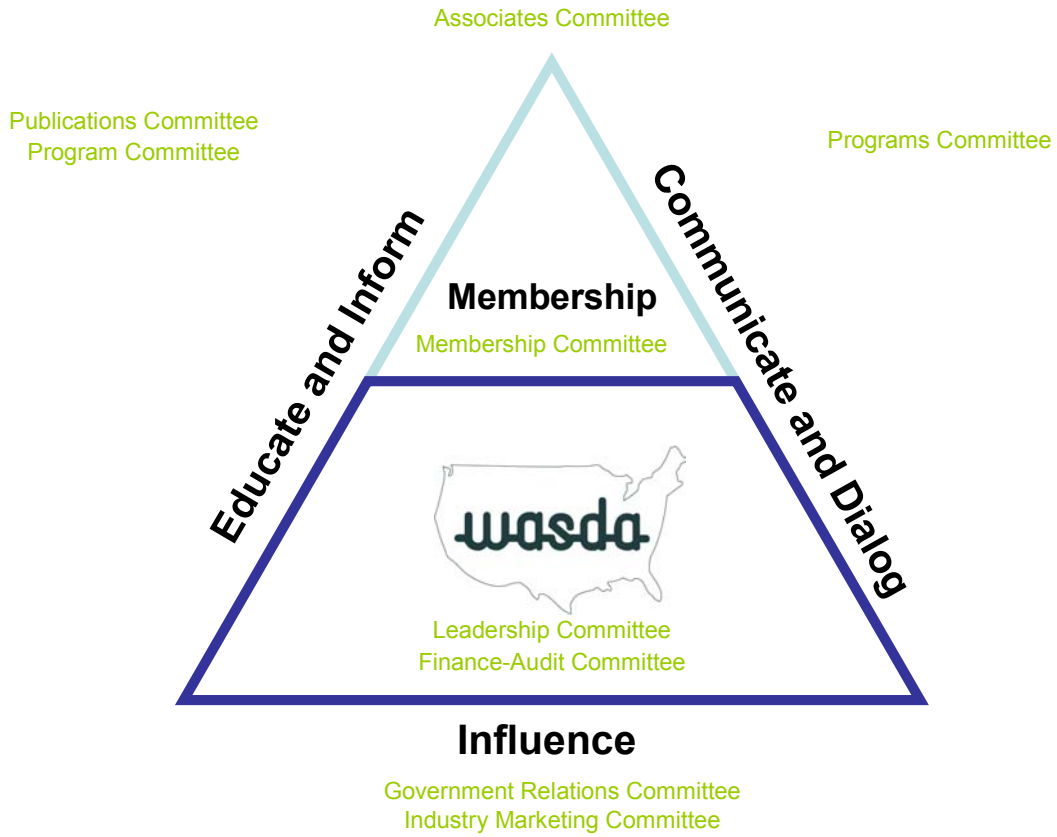 Associates Committee
Publications Committee
Program Committee
Programs Committee
Educate and Inform
Communicate and Dialog
Membership
Membership Committee
wasda
Leadership Committee
Finance-Audit Committee
Influence
Government Relations Committee
Industry Marketing Committee